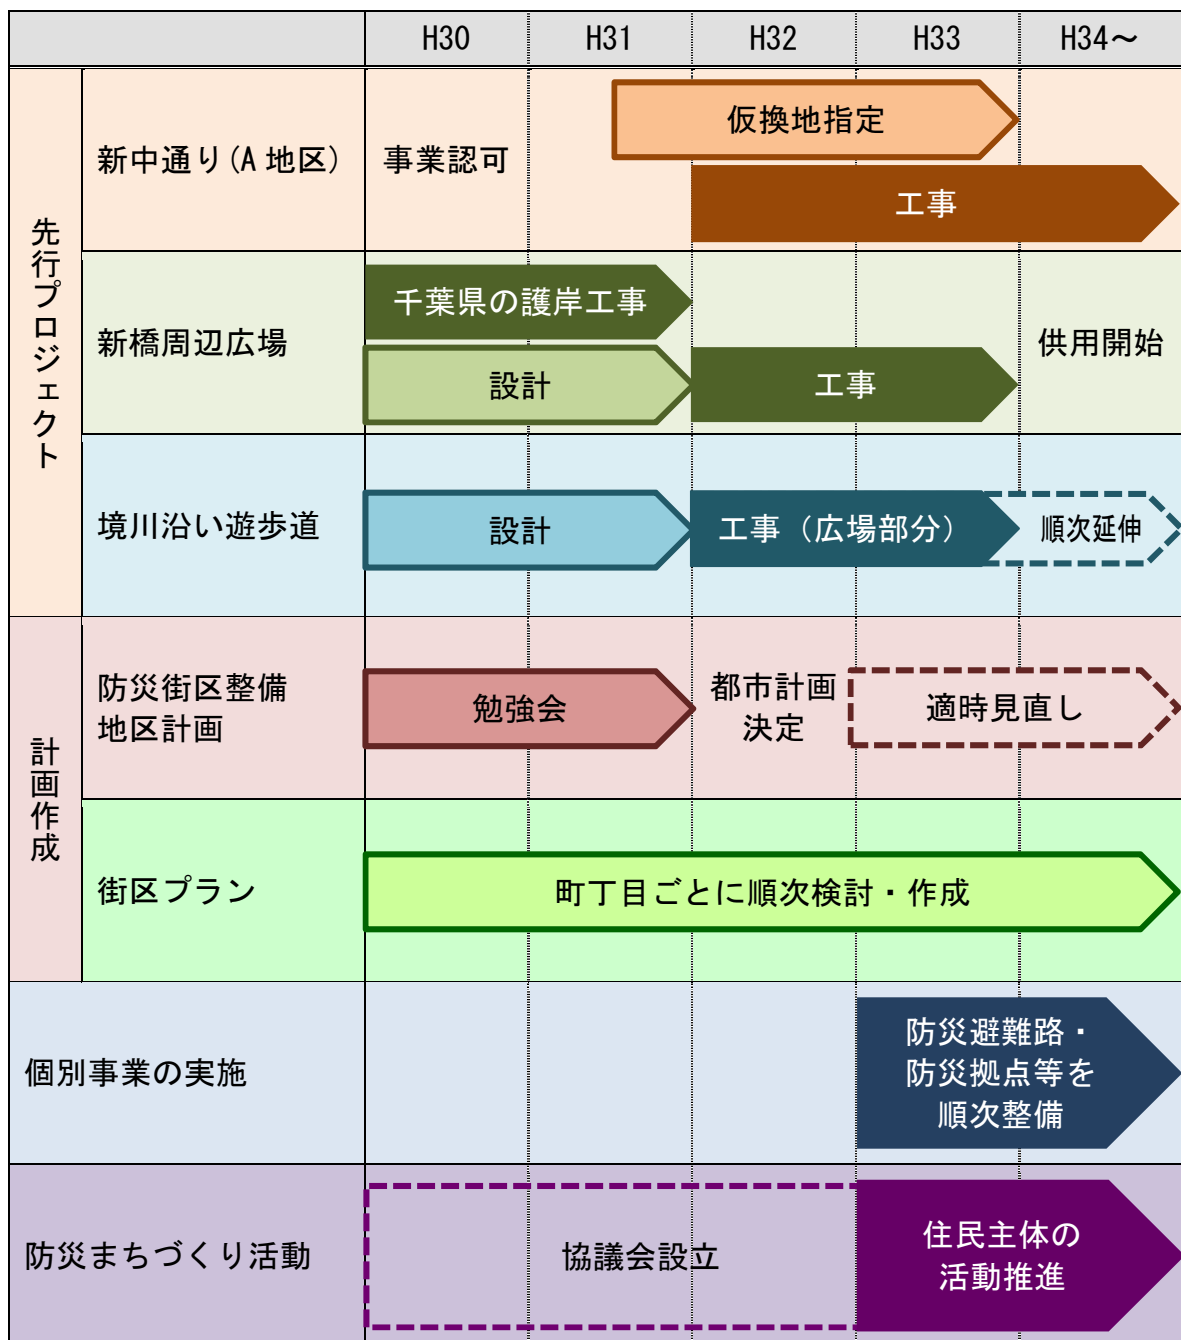 H30 H31 H32 H33 H34～
先行プロジェクト
新中通り(A地区)
事業認可
仮換地指定
工事
新橋周辺広場
千葉県の護岸工事
設計
工事
供用開始
境川沿い遊歩道
設計
工事（広場部分）
順次延伸
計画作成
防災街区整備
地区計画
勉強会
都市計画
決定
適時見直し
街区プラン
町丁目ごとに順次検討・作成
個別事業の実施
防災避難路・
防災拠点等を
順次整備
防災まちづくり活動
協議会設立
住民主体の
活動推進